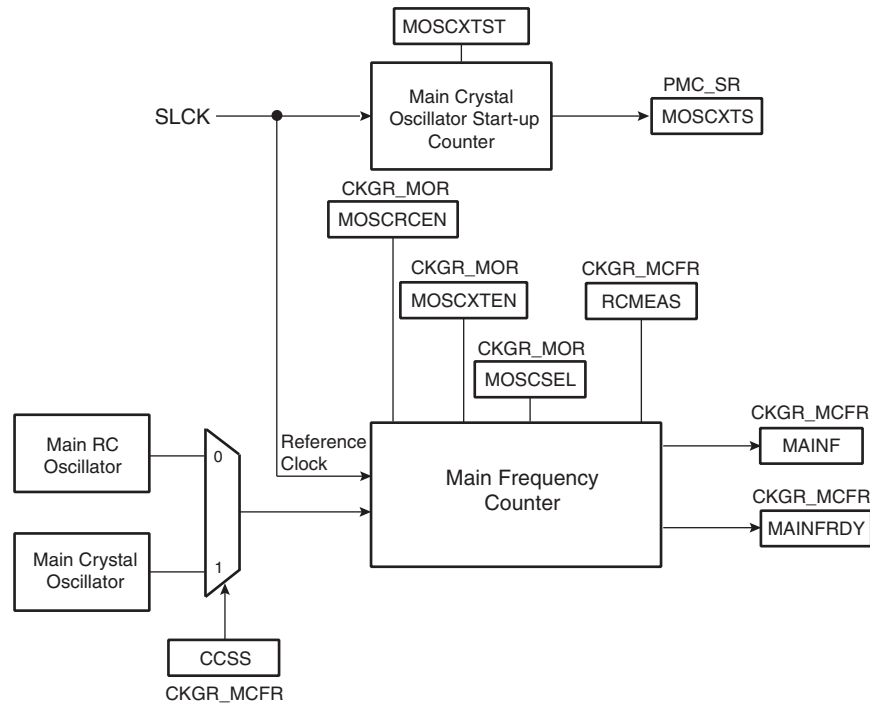 MOSCXTST
SLCK
Main Crystal
Oscillator Start-up
Counter
PMC_SR
MOSCXTS
CKGR_MOR
MOSCRCEN
CKGR_MOR
MOSCXTEN
CKGR_MCFR
RCMEAS
CKGR_MOR
MOSCSEL
Main RC
Oscillator
0
Reference
Clock
Main Frequency
Counter
CKGR_MCFR
MAINF
CKGR_MCFR
MAINFRDY
Main Crystal
Oscillator
1
CCSS
CKGR_MCFR